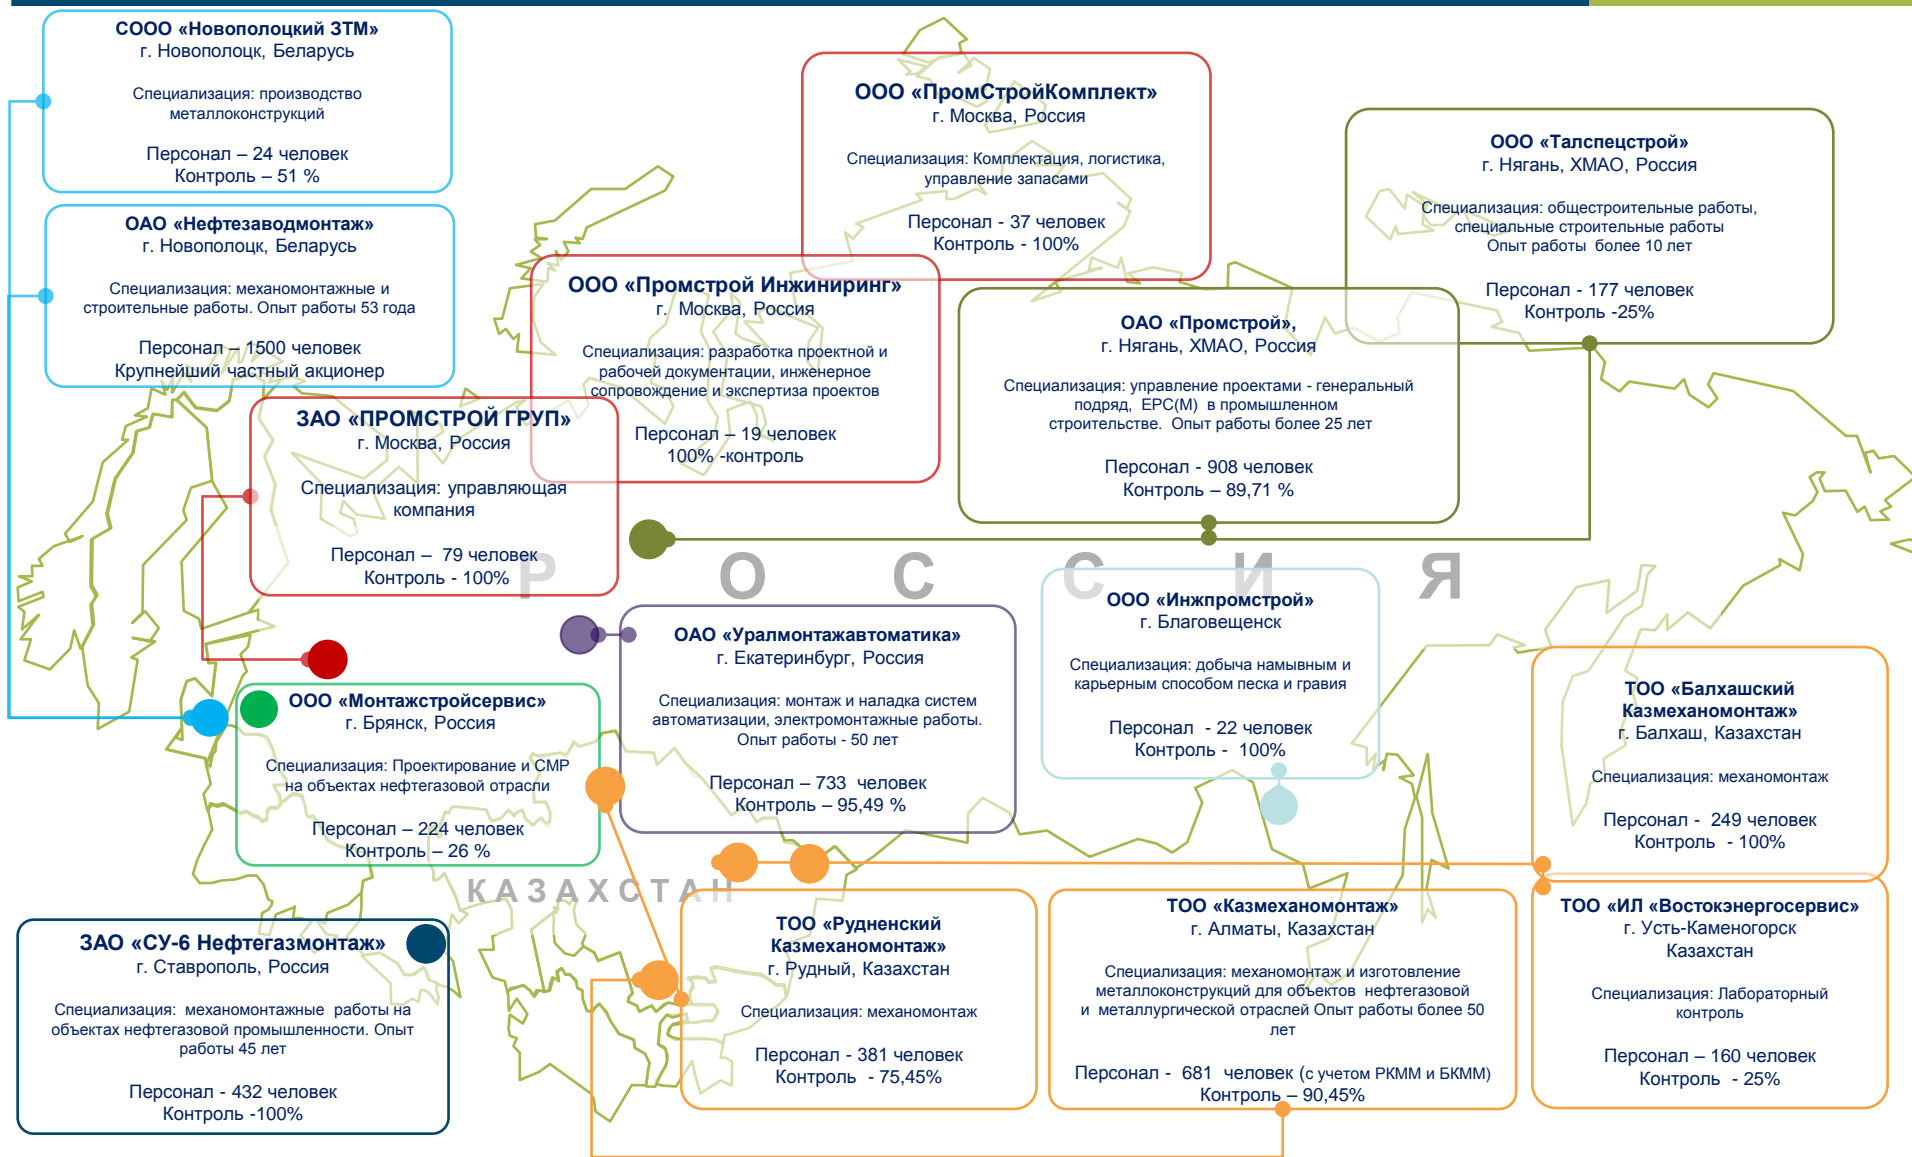 СООО «Новополоцкий ЗТМ»
г. Новополоцк, Беларусь
Специализация: производство
металлоконструкций
Персонал – 24 человек
Контроль – 51 %
ОАО «Нефтезаводмонтаж»
г. Новополоцк, Беларусь
Специализация: механомонтажные и
строительные работы. Опыт работы 53 года
Персонал – 1500 человек
Крупнейший частный акционер
ООО «ПромСтройКомплект»
г. Москва, Россия
Специализация: Комплектация, логистика,
управление запасами
Персонал - 37 человек
Контроль - 100%
ООО «Талспецстрой»
г. Нягань, ХМАО, Россия
Специализация: общестроительные работы,
специальные строительные работы
Опыт работы более 10 лет
Персонал - 177 человек
Контроль -25%
ООО «Промстрой Инжиниринг»
г. Москва, Россия
Специализация: разработка проектной и
рабочей документации, инженерное
сопровождение и экспертиза проектов
Персонал – 19 человек
100% -контроль
ОАО «Промстрой»,
г. Нягань, ХМАО, Россия
Специализация: управление проектами - генеральный
подряд, EPC(M) в промышленном
строительстве. Опыт работы более 25 лет
Персонал - 908 человек
Контроль – 89,71 %
ЗАО «ПРОМСТРОЙ ГРУП»
г. Москва, Россия
Специализация: управляющая
компания
Персонал – 79 человек
Контроль - 100%
Р О С С И Я
ОАО «Уралмонтажавтоматика»
г. Екатеринбург, Россия
Специализация: монтаж и наладка систем
автоматизации, электромонтажные работы.
Опыт работы - 50 лет
Персонал – 733 человек
Контроль – 95,49 %
ООО «Инжпромстрой»
г. Благовещенск
Специализация: добыча намывным и
карьерным способом песка и гравия
Персонал - 22 человек
Контроль - 100%
ТОО «Балхашский
Казмеханомонтаж»
г. Балхаш, Казахстан
Специализация: механомонтаж
Персонал - 249 человек
Контроль - 100%
ООО «Монтажстройсервис»
г. Брянск, Россия
Специализация: Проектирование и СМР
на объектах нефтегазовой отрасли
Персонал – 224 человек
Контроль – 26 %
КАЗАХСТАН
ЗАО «СУ-6 Нефтегазмонтаж»
г. Ставрополь, Россия
Специализация: механомонтажные работы на
объектах нефтегазовой промышленности. Опыт
работы 45 лет
Персонал - 432 человек
Контроль -100%
ТОО «Рудненский
Казмеханомонтаж»
г. Рудный, Казахстан
Специализация: механомонтаж
Персонал - 381 человек
Контроль - 75,45%
ТОО «Казмеханомонтаж»
г. Алматы, Казахстан
Специализация: механомонтаж и изготовление
металлоконструкций для объектов нефтегазовой
и металлургической отраслей Опыт работы более 50
лет
Персонал - 681 человек (с учетом РКММ и БКММ)
Контроль – 90,45%
ТОО «ИЛ «Востокэнергосервис»
г. Усть-Каменогорск
Казахстан
Специализация: Лабораторный
контроль
Персонал – 160 человек
Контроль - 25%